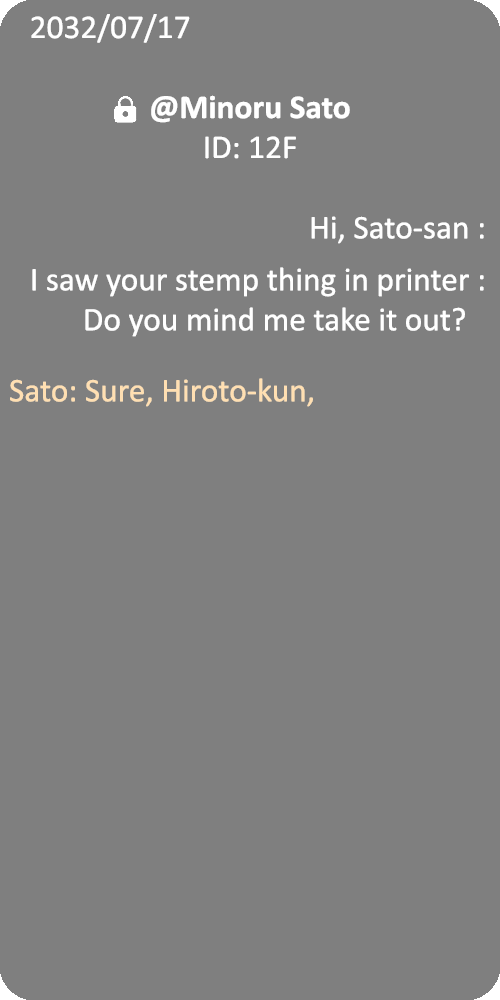 2032/07/17
@Minoru Sato
ID: 12F
Hi, Sato-san :
I saw your stemp thing in printer :
Do you mind me take it out?
Sato: Sure, Hiroto-kun,